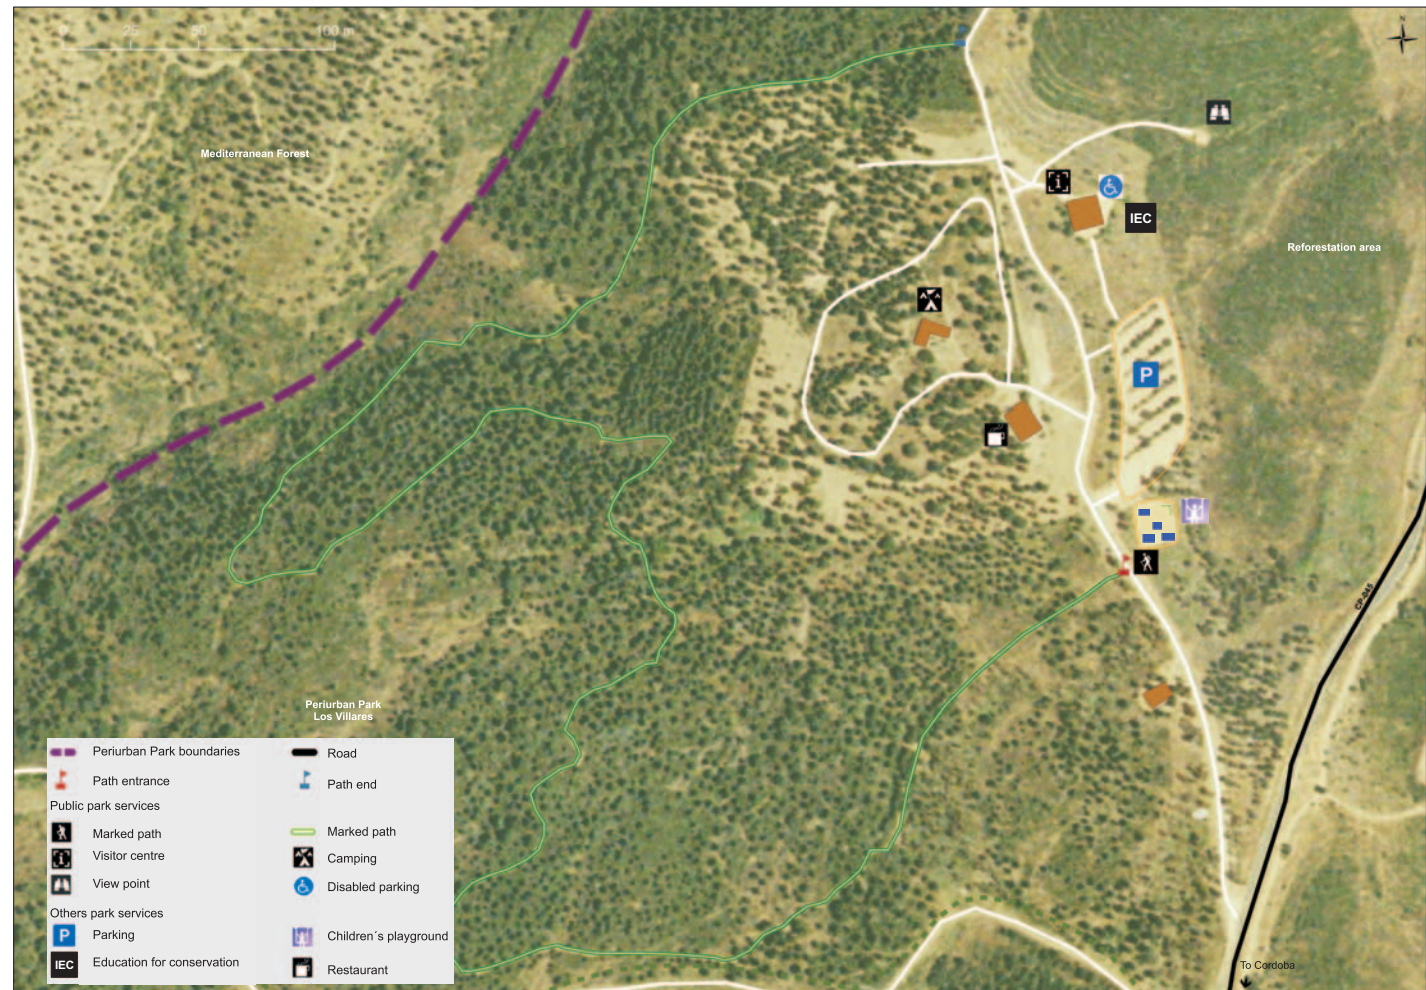 0 25 50 100 m
N
Mediterranean Forest
IEC
Reforestation area
P
CP-045
Periurban Park
Los Villares
Periurban Park boundaries
Road
Path entrance
Path end
Public park services
Marked path
Marked path
Visitor centre
Camping
View point
Disabled parking
Others park services
P
Parking
Children´s playground
IEC
Education for conservation
Restaurant
To Cordoba